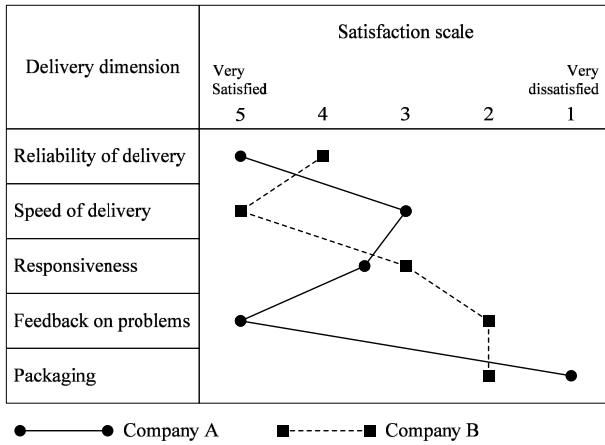 Delivery dimension
Satisfaction scale
Very
Satisfied
Very
dissatisfied
5 4 3 2 1
Reliability of delivery
Speed of delivery
Responsiveness
Feedback on problems
Packaging
Company A Company B